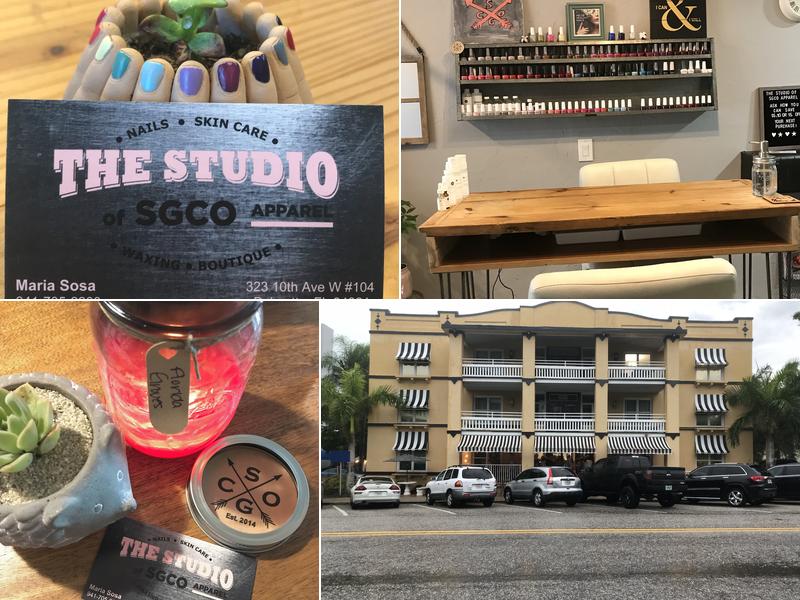 • NAILS • SKIN CARE •
THE STUDIO
of SGCO APPAREL
• WAXING • BOUTIQUE •
Maria Sosa
323 10th Ave W #104
I CAN
&
THE STUDIO OF
SGCO APPAREL
ASK HOW YOU
CAN SAVE
YOUR NEXT
PURCHASE!
Florida
S
C O
G
Est. 2014
• NAILS • SKIN CARE •
THE STUDIO
of SGCO APPAREL
Maria Sosa